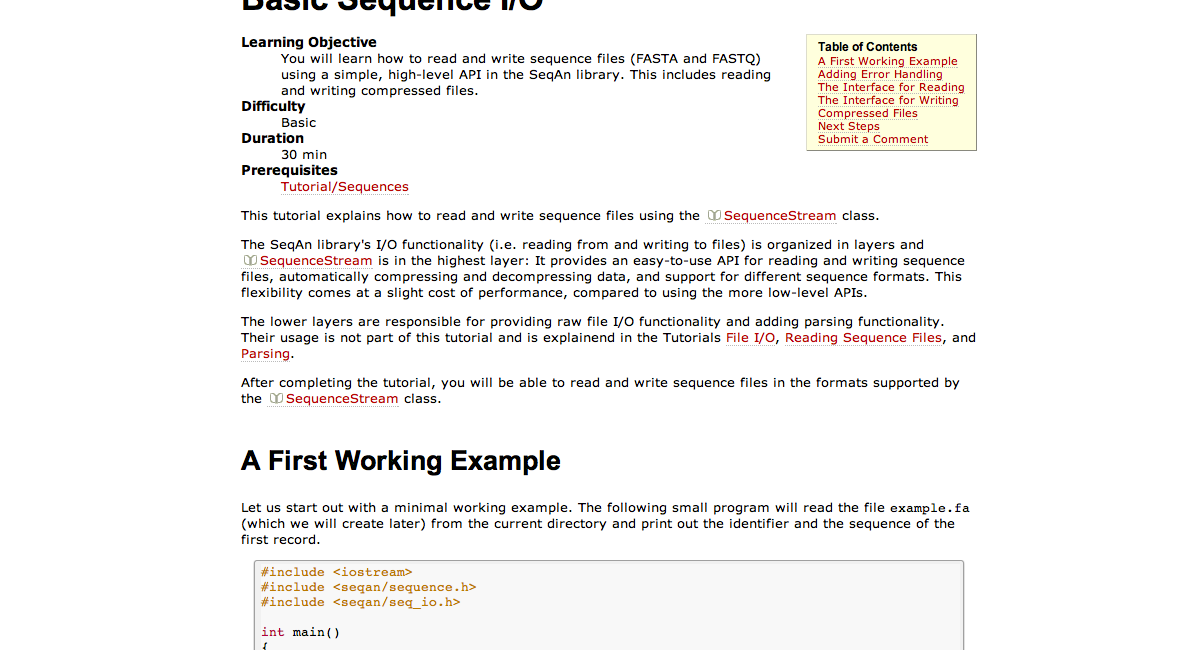 Basic Sequence I/O
Learning Objective
You will learn how to read and write sequence files (FASTA and FASTQ)
using a simple, high-level API in the SeqAn library. This includes reading
and writing compressed files.
Difficulty
Basic
Duration
30 min
Prerequisites
Tutorial/Sequences
Table of Contents
A First Working Example
Adding Error Handling
The Interface for Reading
The Interface for Writing
Compressed Files
Next Steps
Submit a Comment
This tutorial explains how to read and write sequence files using the SequenceStream class.
The SeqAn library's I/O functionality (i.e. reading from and writing to files) is organized in layers and
SequenceStream is in the highest layer: It provides an easy-to-use API for reading and writing sequence
files, automatically compressing and decompressing data, and support for different sequence formats. This
flexibility comes at a slight cost of performance, compared to using the more low-level APIs.
The lower layers are responsible for providing raw file I/O functionality and adding parsing functionality.
Their usage is not part of this tutorial and is explainend in the Tutorials File I/O, Reading Sequence Files, and
Parsing.
After completing the tutorial, you will be able to read and write sequence files in the formats supported by
the SequenceStream class.
A First Working Example
Let us start out with a minimal working example. The following small program will read the file example.fa
(which we will create later) from the current directory and print out the identifier and the sequence of the
first record.
#include <iostream>
#include <seqan/sequence.h>
#include <seqan/seq_io.h>
int main()
{